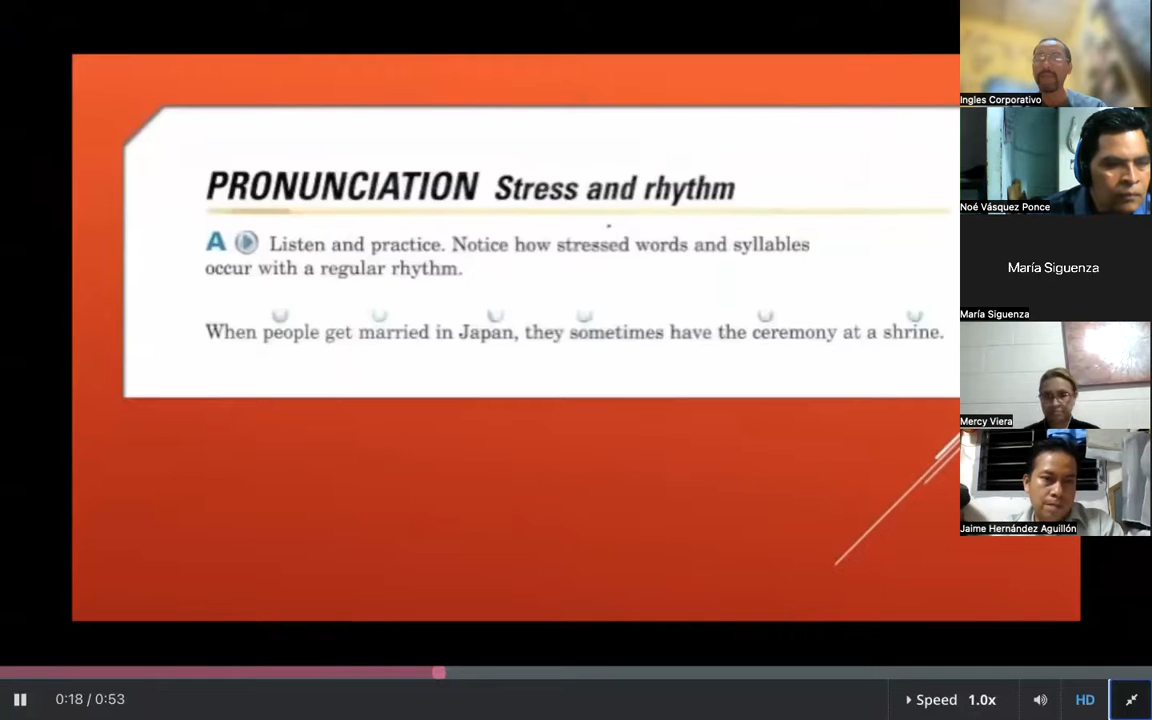 PRONUNCIATION Stress and rhythm
A Listen and practice. Notice how stressed words and syllables
occur with a regular rhythm.
When people get married in Japan, they sometimes have the ceremony at a shrine.
Ingles Corporativo
Noé Vásquez Ponce
María Siguenza
María Siguenza
Mercy Viera
Jaime Hernández Aguillón
0:18 / 0:53
Speed 1.0x
HD